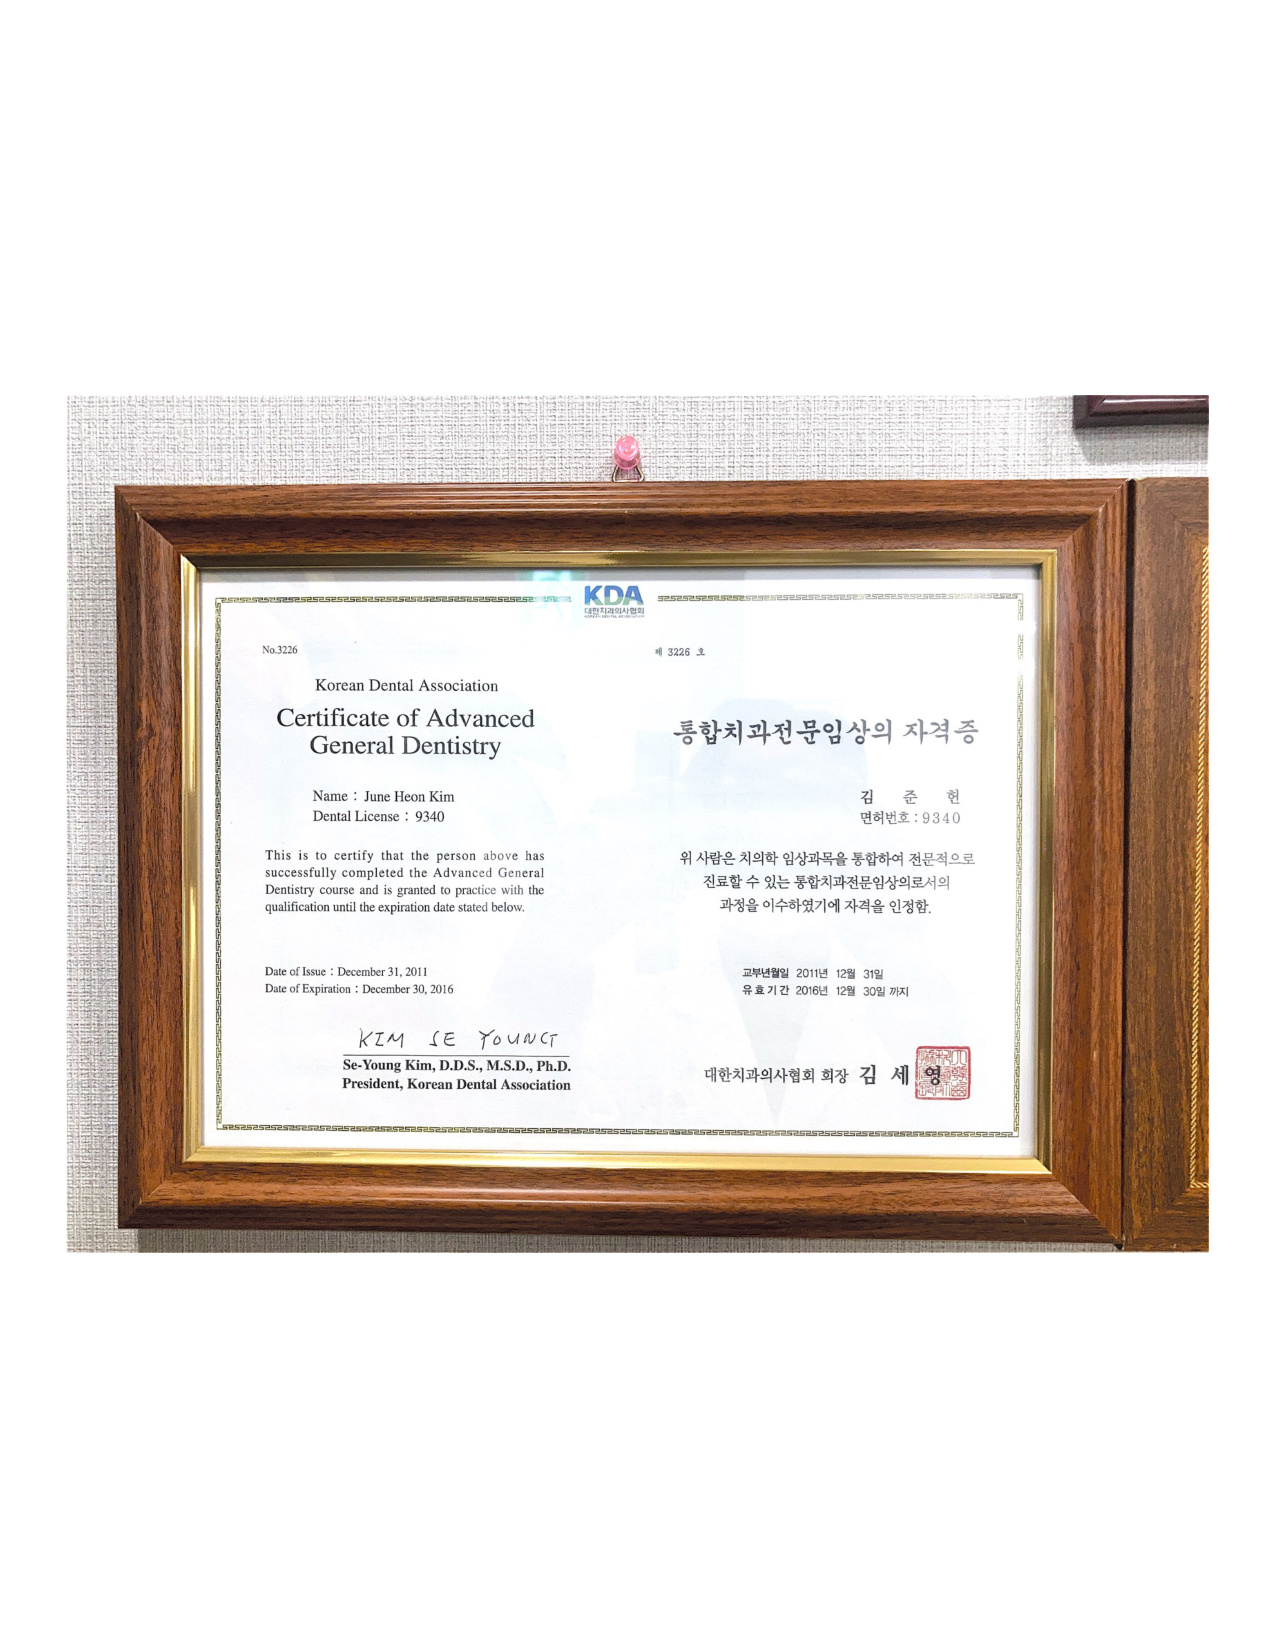 KDA
대한치과의사협회
KOREAN DENTAL ASSOCIATION
No.3226
Korean Dental Association
Certificate of Advanced
General Dentistry
Name : June Heon Kim
Dental License : 9340
This is to certify that the person above has
successfully completed the Advanced General
Dentistry course and is granted to practice with the
qualification until the expiration date stated below.
Date of Issue : December 31, 2011
Date of Expiration : December 30, 2016
KIM SE YOUNG
Se-Young Kim, D.D.S., M.S.D., Ph.D.
President, Korean Dental Association
제 3226 호
통합치과전문임상의 자격증
김 준 헌
면허번호 : 9340
위 사람은 치의학 임상과목을 통합하여 전문적으로
진료할 수 있는 통합치과전문임상의로서의
과정을 이수하였기에 자격을 인정함.
교부년월일 2011년 12월 31일
유효기간 2016년 12월 30일 까지
대한치과의사협회 회장 김 세 영